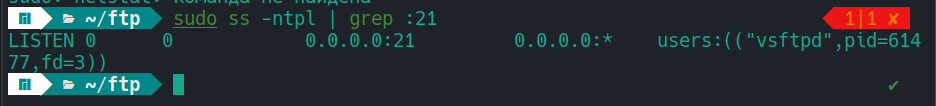 sudo: netstat: команда не найдена
~/ftp sudo ss -ntpl | grep :21 1|1 ✘
LISTEN 0 0 0.0.0.0:21 0.0.0.0:* users:(("vsftpd",pid=614
77,fd=3))
~/ftp ✔